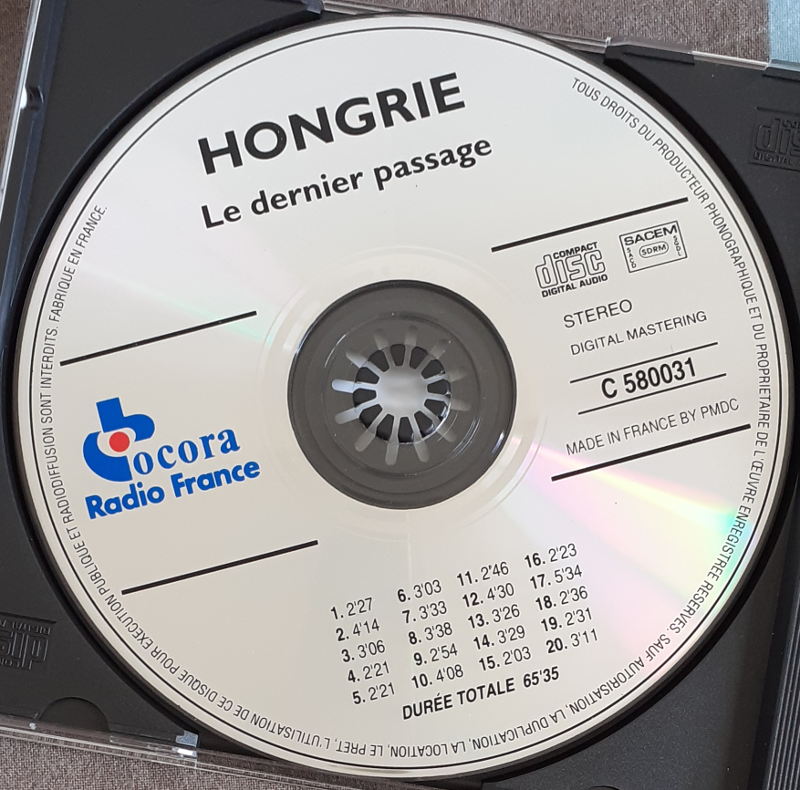 HONGRIE
Le dernier passage
COMPACT
disc
DIGITAL AUDIO
SACEM
SACD
SDRM
SGDL
STEREO
DIGITAL MASTERING
C 580031
MADE IN FRANCE BY PMDC
ocora
Radio France
1. 2'27
2. 4'14
3. 3'06
4. 2'21
5. 2'21
6. 3'03
7. 3'33
8. 3'38
9. 2'54
10. 4'08
11. 2'46
12. 4'30
13. 3'26
14. 3'29
15. 2'03
16. 2'23
17. 5'34
18. 2'36
19. 2'31
20. 3'11
DURÉE TOTALE 65'35
TOUS DROITS DU PRODUCTEUR PHONOGRAPHIQUE ET DU PROPRIETAIRE DE L'ŒUVRE ENREGISTREE RESERVES. SAUF AUTORISATION, LA DUPLICATION, LA LOCATION, LE PRET, L'UTILISATION DE CE DISQUE POUR EXECUTION PUBLIQUE ET RADIODIFFUSION SONT INTERDITS. FABRIQUE EN FRANCE.